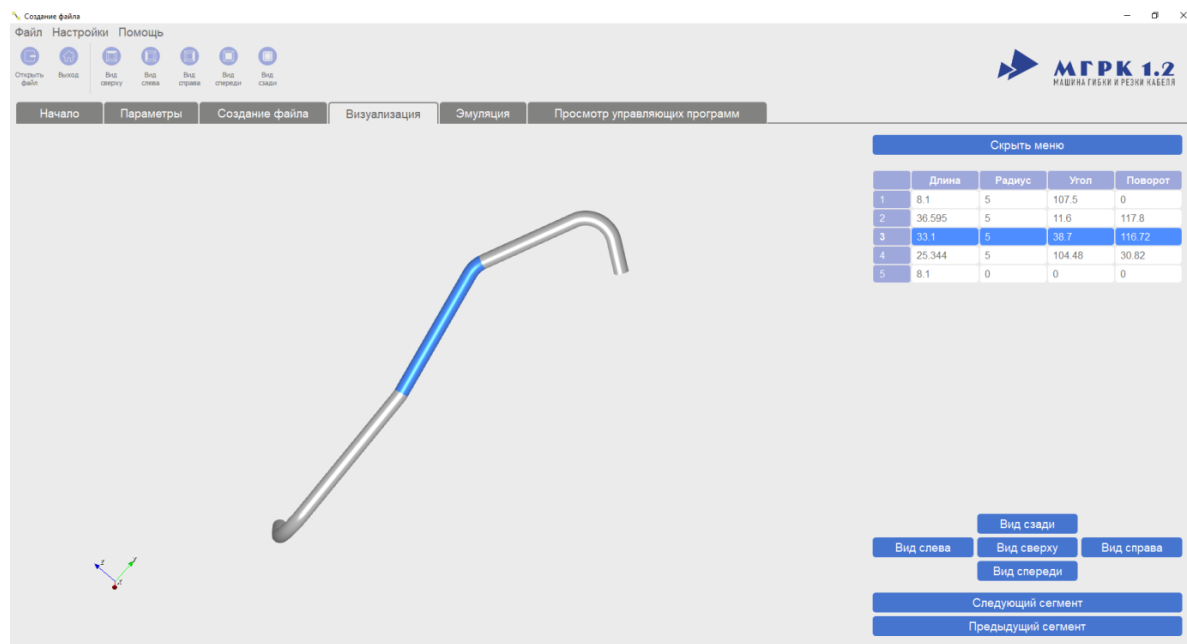 Создание файла
Файл Настройки Помощь
Открыть файл
Выход
Вид сверху
Вид слева
Вид справа
Вид спереди
Вид сзади
МГРК 1.2
МАШИНА ГИБКИ И РЕЗКИ КАБЕЛЯ
Начало Параметры Создание файла Визуализация Эмуляция Просмотр управляющих программ
Скрыть меню
Длина Радиус Угол Поворот
1 8.1 5 107.5 0
2 36.595 5 11.6 117.8
3 33.1 5 38.7 116.72
4 25.344 5 104.48 30.82
5 8.1 0 0 0
Вид сзади
Вид слева Вид сверху Вид справа
Вид спереди
Следующий сегмент
Предыдущий сегмент
z y
x